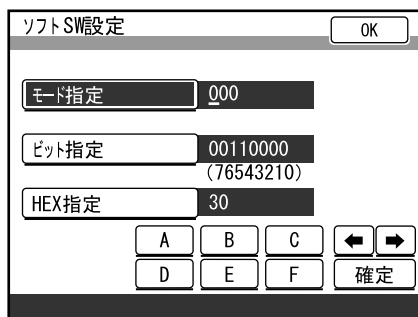 ソフトSW設定 OK
モード指定 000
ビット指定 00110000
(76543210)
HEX指定 30
A B C ← →
D E F 確定